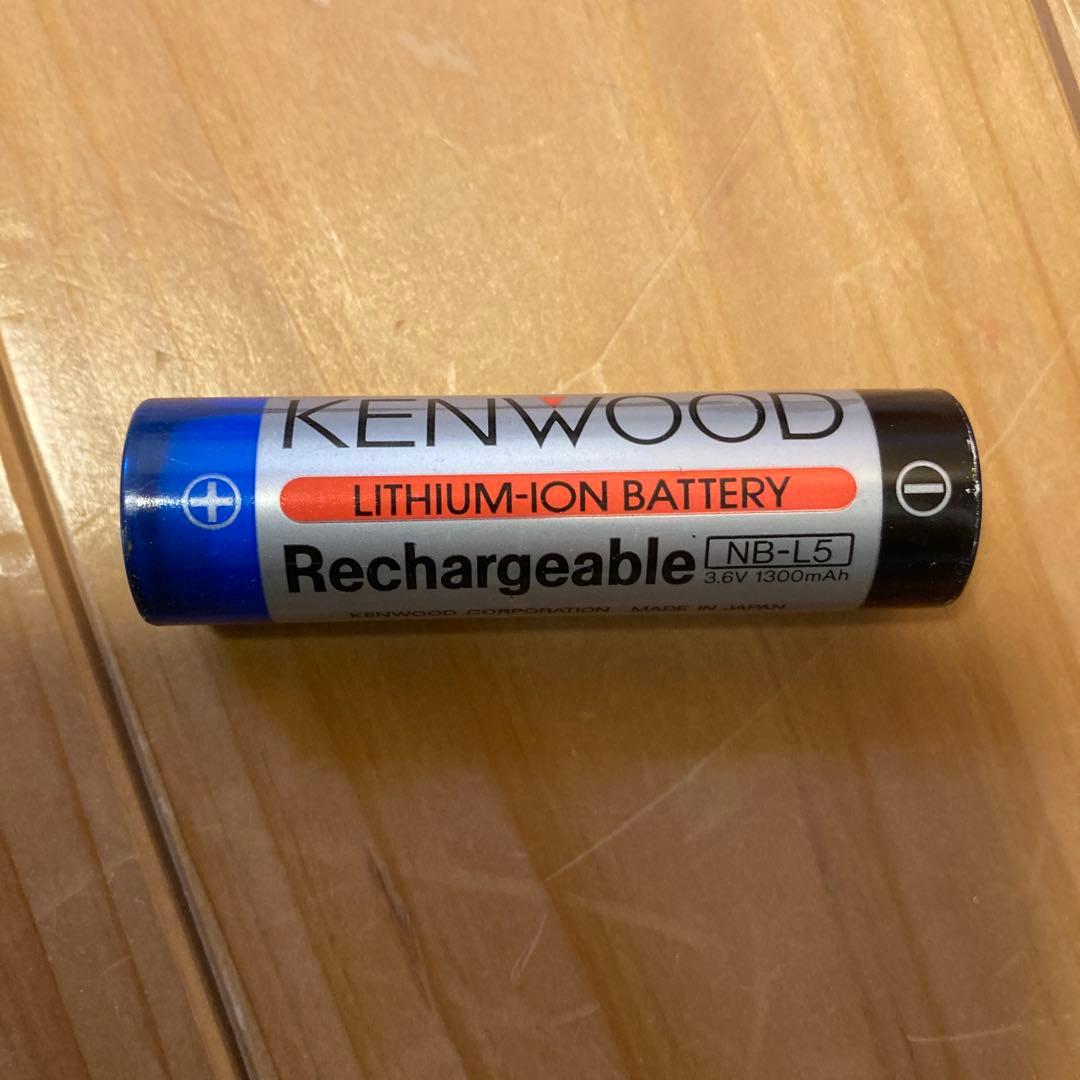 +
KENWOOD
LITHIUM-ION BATTERY
Rechargeable NB-L5
3.6V 1300mAh
KENWOOD CORPORATION MADE IN JAPAN
−